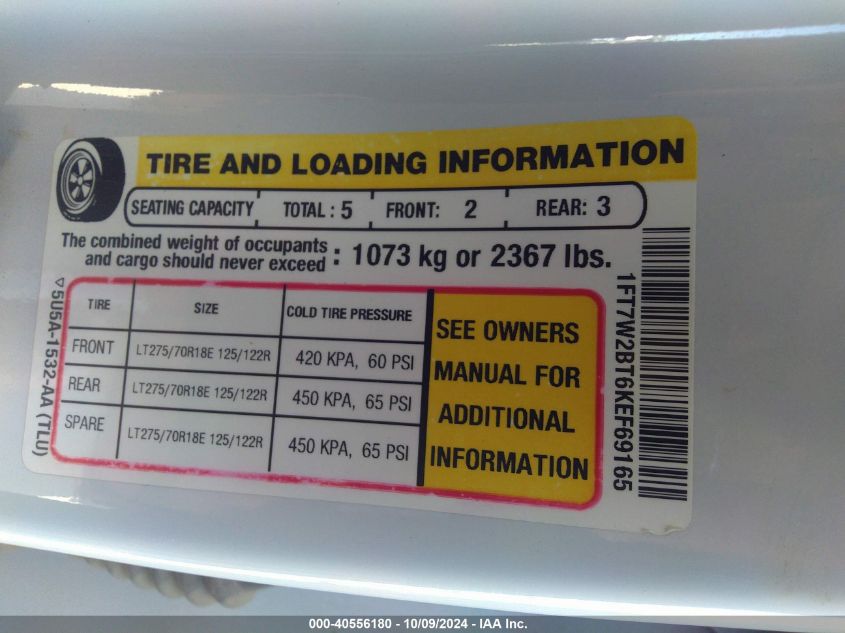 TIRE AND LOADING INFORMATION
SEATING CAPACITY TOTAL : 5 FRONT: 2 REAR: 3
The combined weight of occupants
and cargo should never exceed : 1073 kg or 2367 lbs.
TIRE SIZE COLD TIRE PRESSURE
FRONT LT275/70R18E 125/122R 420 KPA, 60 PSI
REAR LT275/70R18E 125/122R 450 KPA, 65 PSI
SPARE LT275/70R18E 125/122R 450 KPA, 65 PSI
SEE OWNERS
MANUAL FOR
ADDITIONAL
INFORMATION
5U5A-1532-AA (TLU)
1FT7W2BT6KEF69165
000-40556180 - 10/09/2024 - IAA Inc.